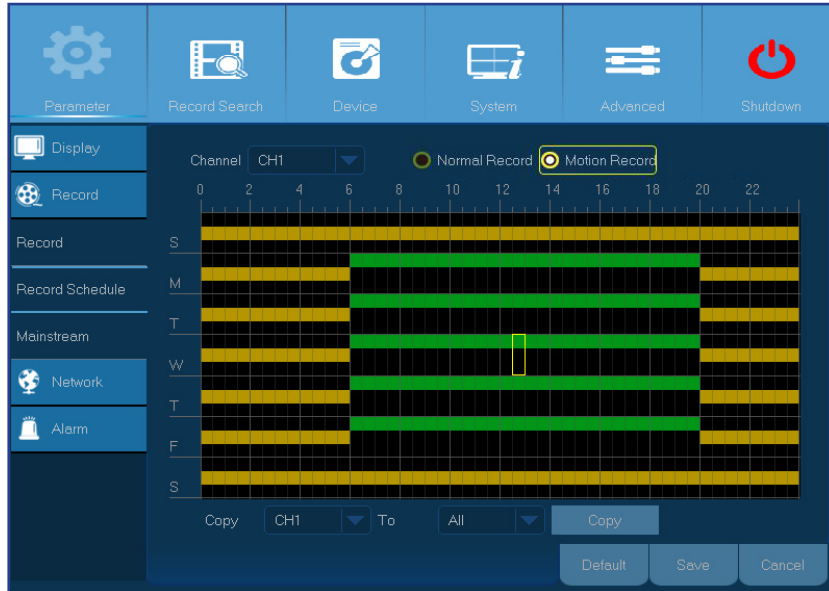 Parameter Record Search Device System Advanced Shutdown
Display
Record
Record
Record Schedule
Mainstream
Network
Alarm
Channel CH1 Normal Record Motion Record
0 2 4 6 8 10 12 14 16 18 20 22
S
M
T
W
T
F
S
Copy CH1 To All Copy
Default Save Cancel